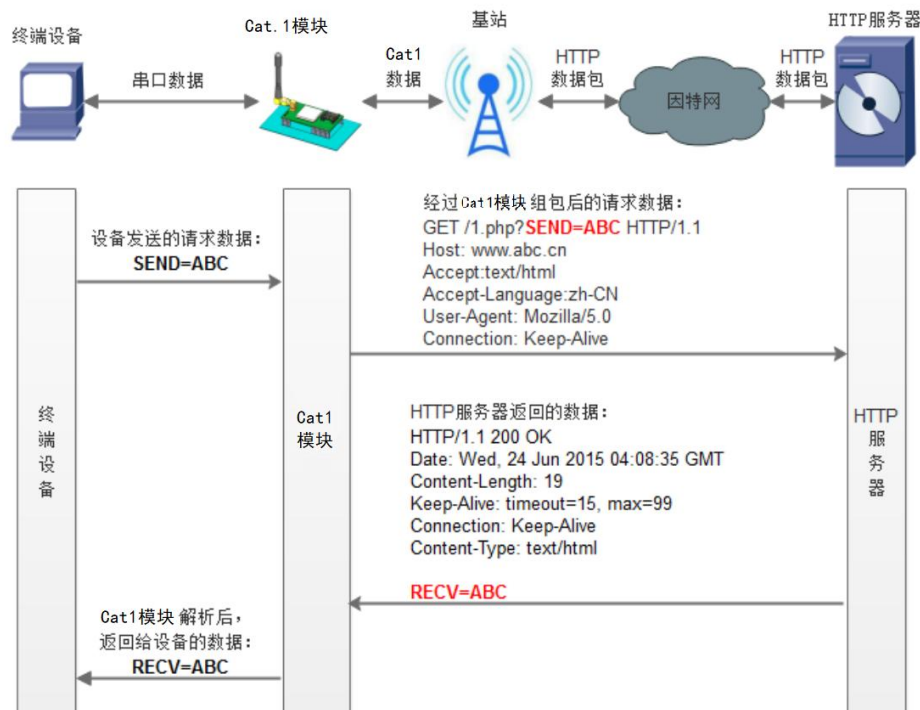 终端设备
Cat.1模块
基站
HTTP服务器
串口数据
Cat1
数据
HTTP
数据包
因特网
HTTP
数据包
设备发送的请求数据：
SEND=ABC
经过Cat1模块组包后的请求数据：
GET /1.php?SEND=ABC HTTP/1.1
Host: www.abc.cn
Accept:text/html
Accept-Language:zh-CN
User-Agent: Mozilla/5.0
Connection: Keep-Alive
终
端
设
备
Cat1
模块
HTTP
服
务
器
HTTP服务器返回的数据：
HTTP/1.1 200 OK
Date: Wed, 24 Jun 2015 04:08:35 GMT
Content-Length: 19
Keep-Alive: timeout=15, max=99
Connection: Keep-Alive
Content-Type: text/html
RECV=ABC
Cat1模块 解析后，
返回给设备的数据：
RECV=ABC